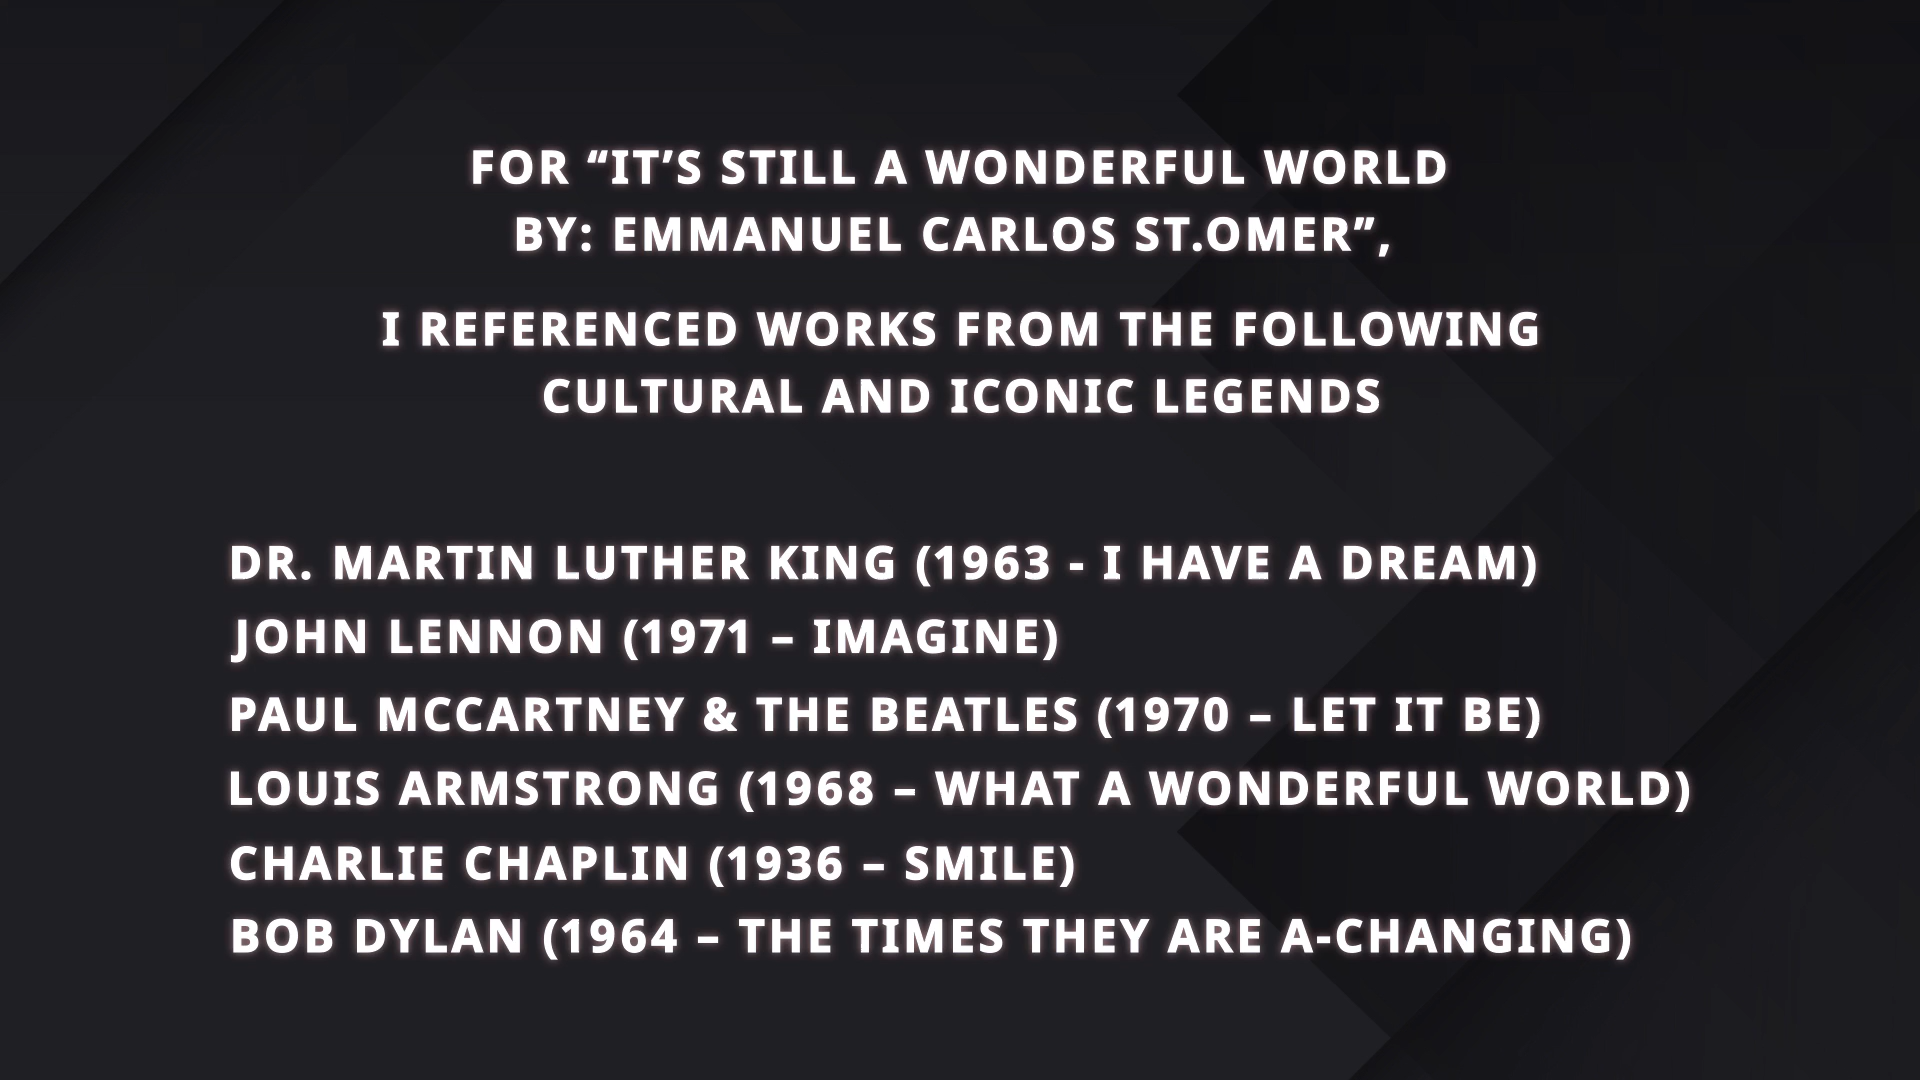 FOR “IT’S STILL A WONDERFUL WORLD
BY: EMMANUEL CARLOS ST.OMER”,
I REFERENCED WORKS FROM THE FOLLOWING
CULTURAL AND ICONIC LEGENDS
DR. MARTIN LUTHER KING (1963 - I HAVE A DREAM)
JOHN LENNON (1971 – IMAGINE)
PAUL MCCARTNEY & THE BEATLES (1970 – LET IT BE)
LOUIS ARMSTRONG (1968 – WHAT A WONDERFUL WORLD)
CHARLIE CHAPLIN (1936 – SMILE)
BOB DYLAN (1964 – THE TIMES THEY ARE A-CHANGING)